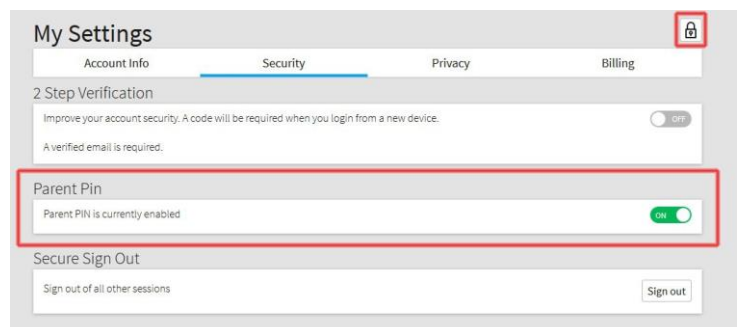 My Settings
Account Info Security Privacy Billing
2 Step Verification
Improve your account security. A code will be required when you login from a new device.
OFF
A verified email is required.
Parent Pin
Parent PIN is currently enabled
ON
Secure Sign Out
Sign out of all other sessions
Sign out